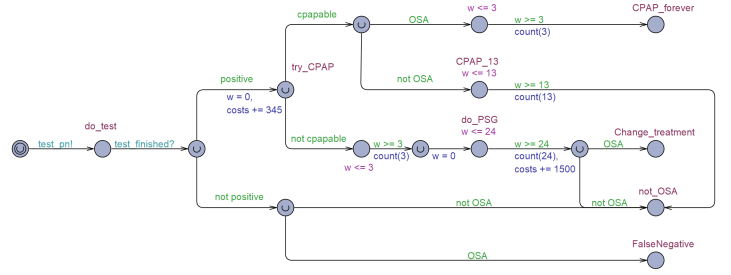 w <= 3
CPAP_forever
cpapable
OSA
w >= 3
count(3)
try_CPAP
CPAP_13
w <= 13
not OSA
w >= 13
count(13)
positive
w = 0,
costs += 345
do_test
do_PSG
w <= 24
Change_treatment
test_pn!
test_finished?
not cpapable
w >= 3
count(3)
w = 0
w >= 24
count(24),
costs += 1500
OSA
w <= 3
not_OSA
not positive
not OSA
not OSA
FalseNegative
OSA
C
C
C
C
C
C